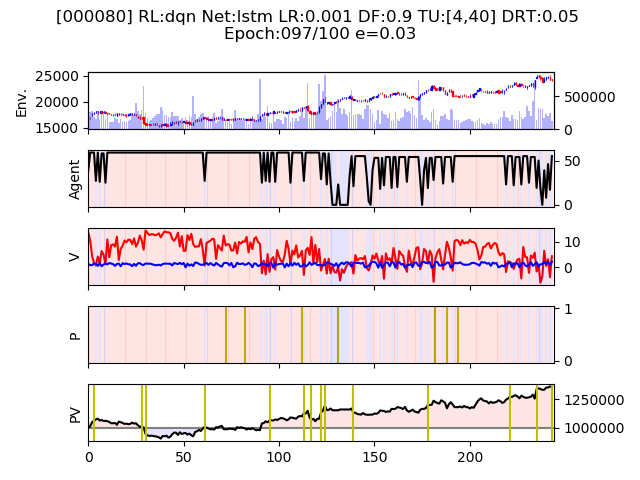 [000080] RL:dqn Net:lstm LR:0.001 DF:0.9 TU:[4,40] DRT:0.05
Epoch:097/100 e=0.03
Env.
25000
20000
15000
500000
0
Agent
50
0
V
10
0
P
1
0
PV
1250000
1000000
0 50 100 150 200